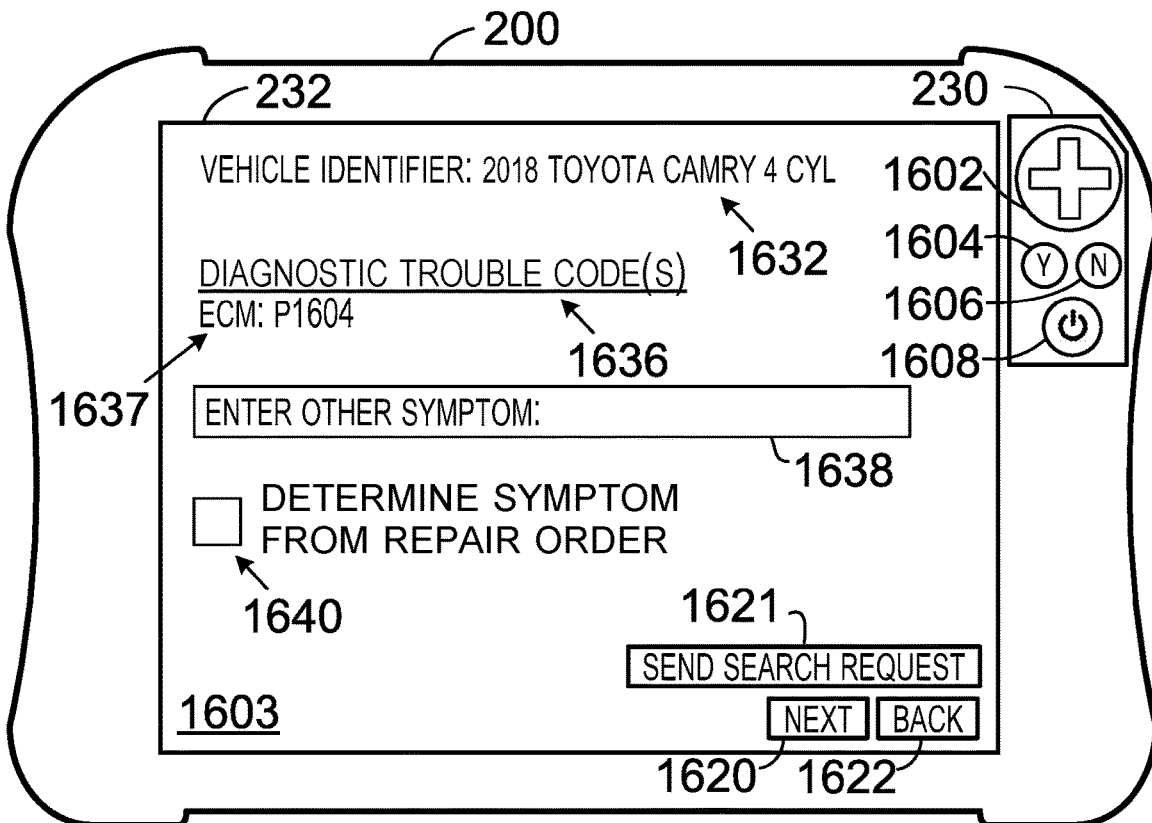 200
232
230
VEHICLE IDENTIFIER: 2018 TOYOTA CAMRY 4 CYL
1602
1632
1604
Y N
DIAGNOSTIC TROUBLE CODE(S)
1606
ECM: P1604
1636
1608
1637
ENTER OTHER SYMPTOM:
1638
DETERMINE SYMPTOM
FROM REPAIR ORDER
1640
1621
SEND SEARCH REQUEST
1603
NEXT BACK
1620 1622